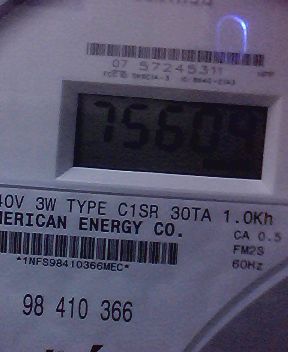 07 57245311
75609
40V 3W TYPE C1SR 30TA 1.0Kh
MERICAN ENERGY CO.
CA 0.5
FM2S
60Hz
*1NFS98410366MEC*
98 410 366